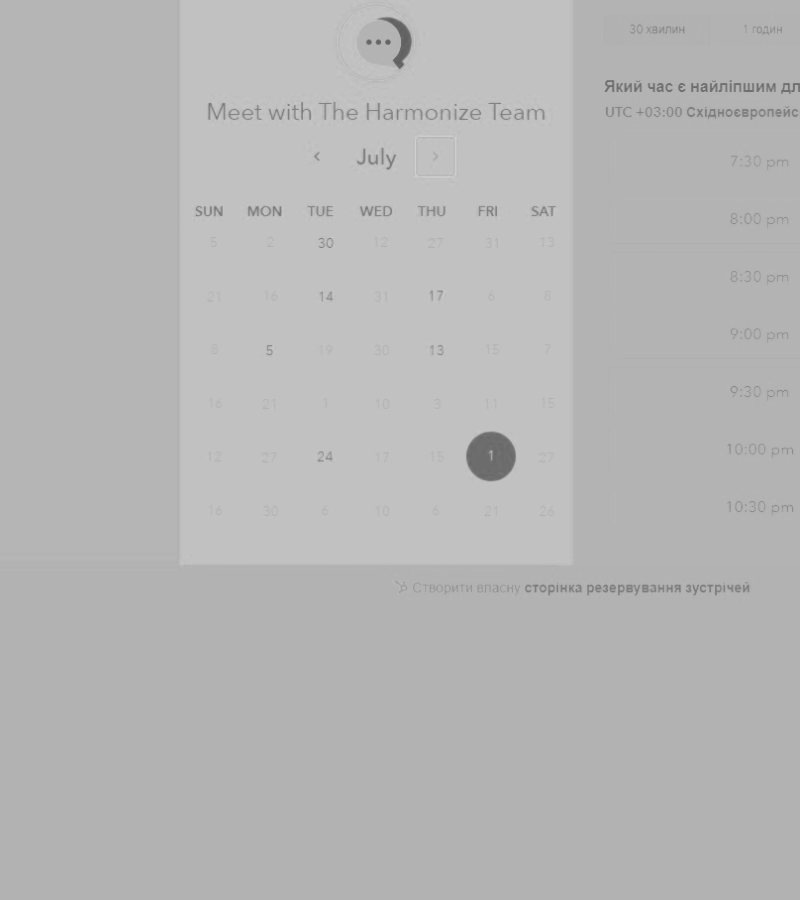 30 хвилин 1 годин
Meet with The Harmonize Team
July
SUN MON TUE WED THU FRI SAT
5 2 30 12 27 31 13
21 16 14 31 17 6 8
8 5 19 30 13 15 7
16 21 1 10 3 11 15
12 27 24 17 15 1 27
16 30 6 10 6 21 26
Який час є найліпшим дл
UTC +03:00 Східноєвропейс
7:30 pm
8:00 pm
8:30 pm
9:00 pm
9:30 pm
10:00 pm
10:30 pm
Створити власну сторінка резервування зустрічей